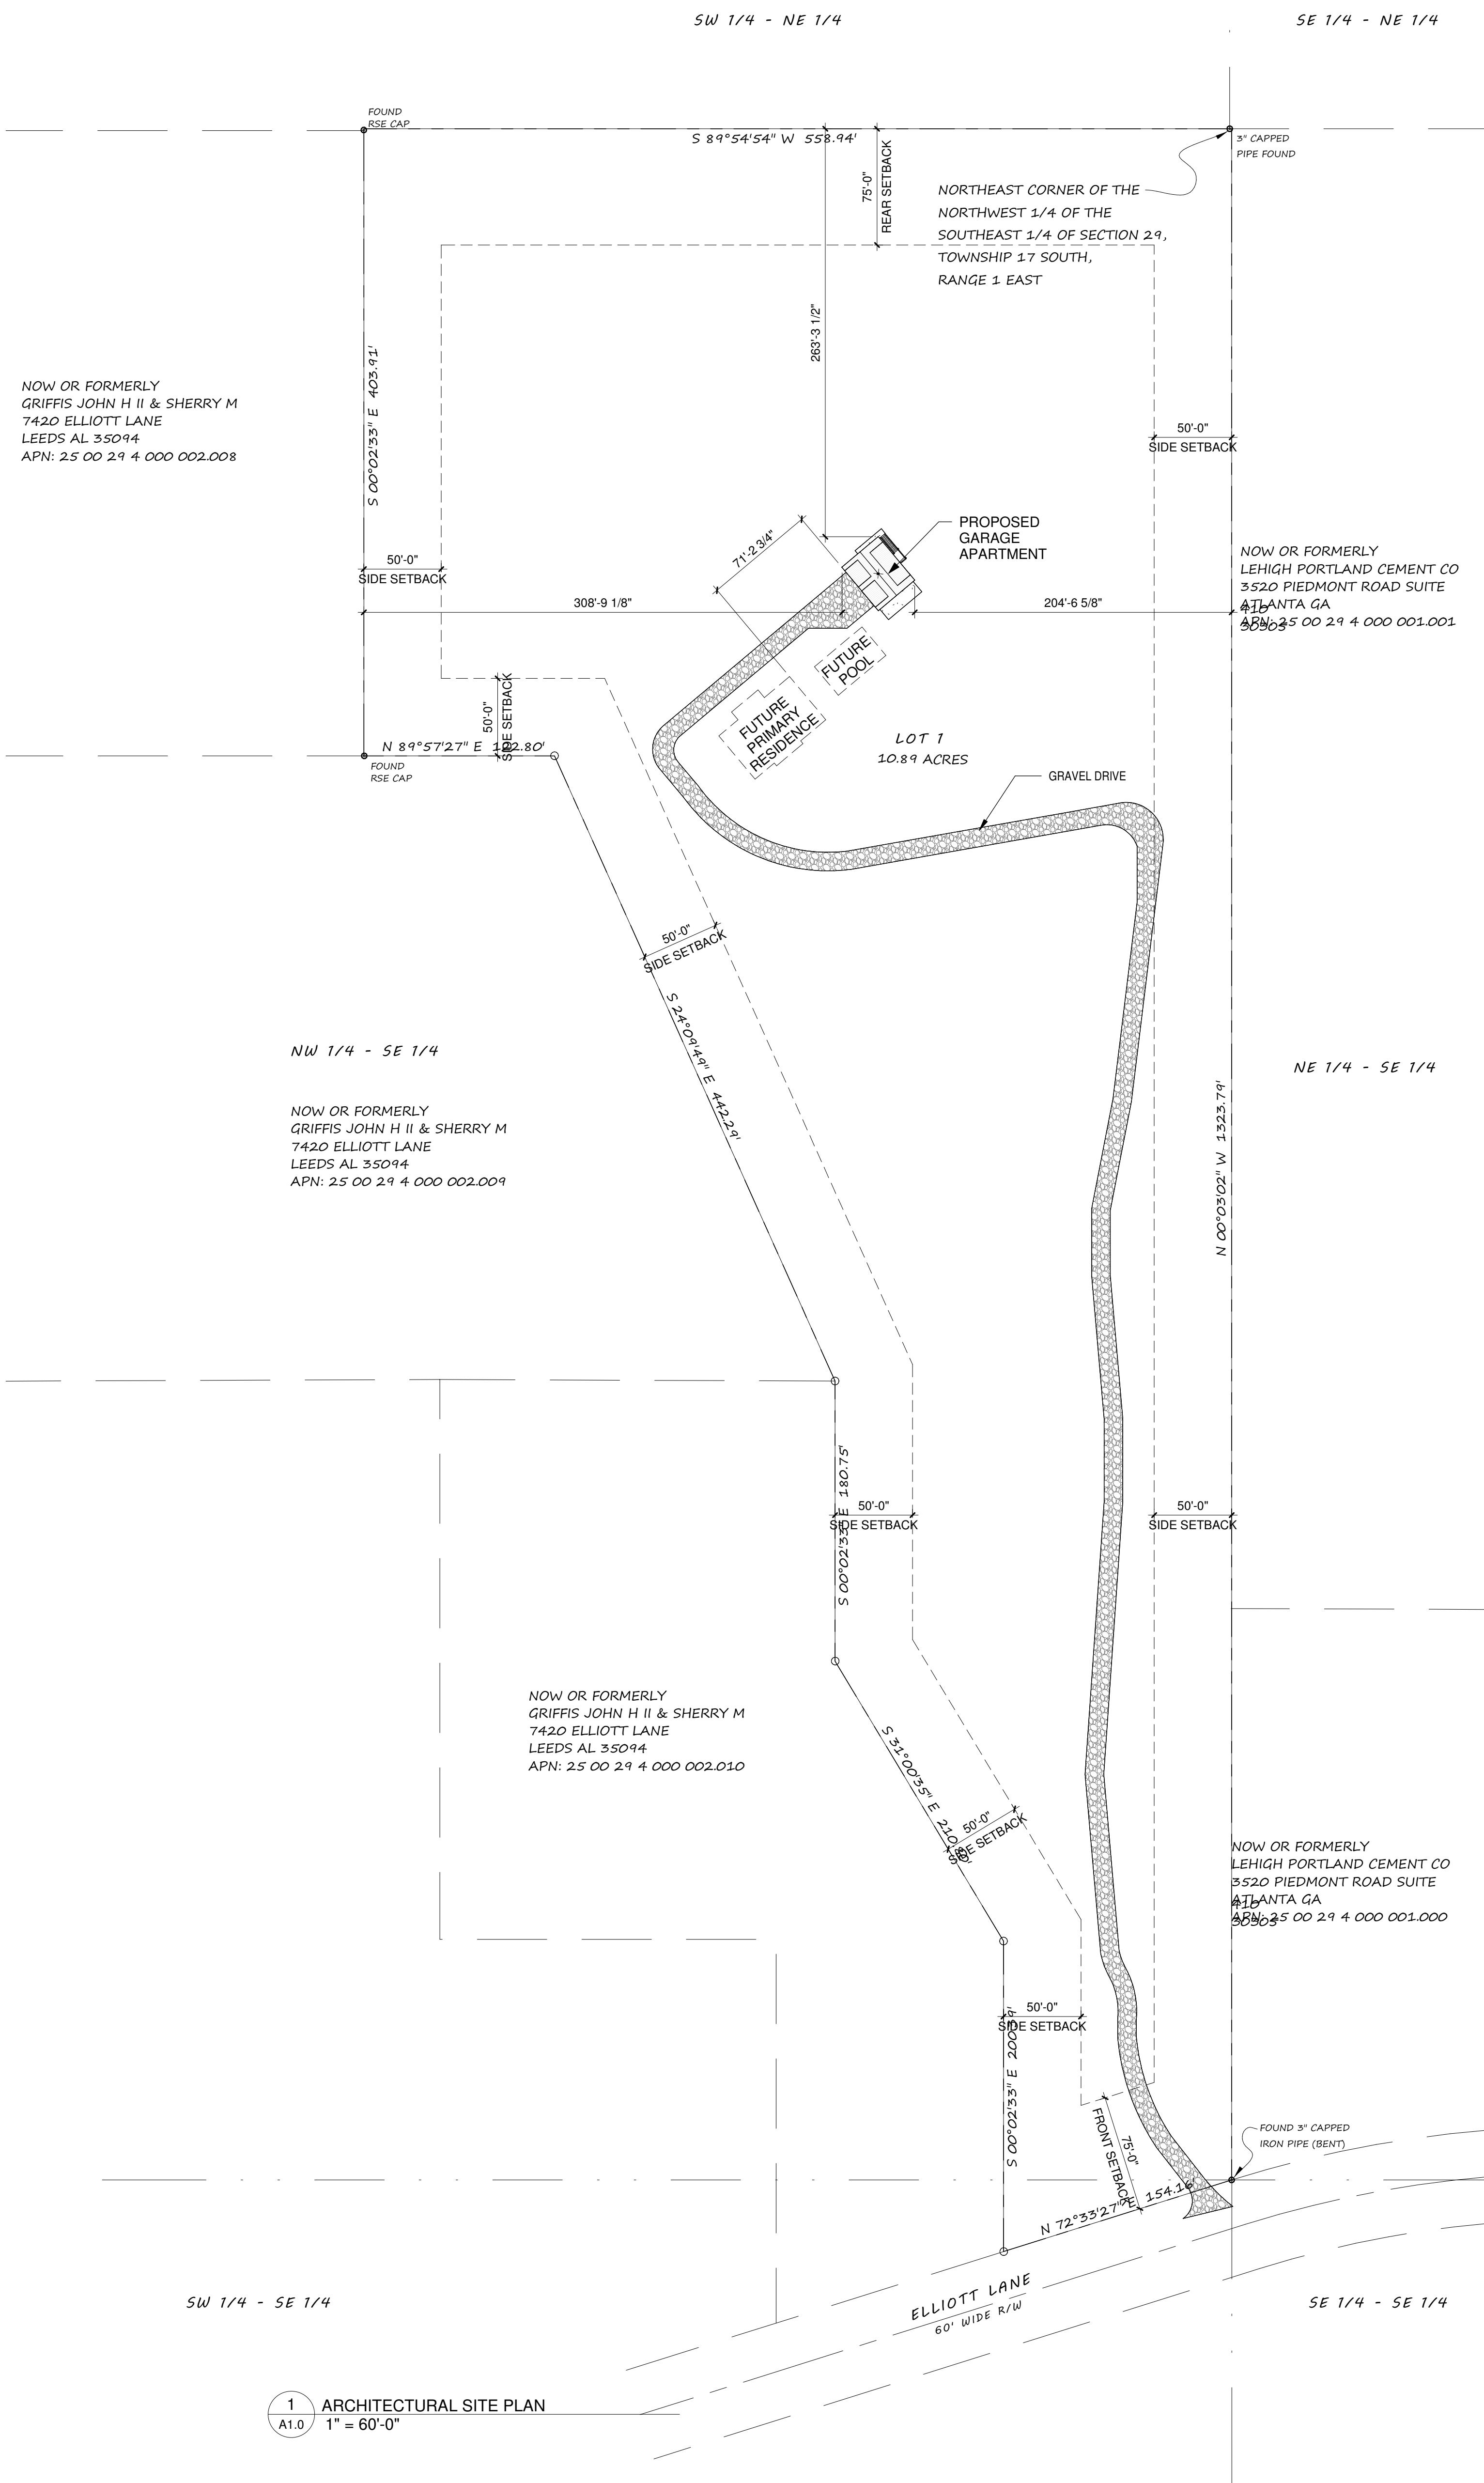 SW 1/4 - NE 1/4
SE 1/4 - NE 1/4
FOUND
RSE CAP
S 89°54'54" W 558.94'
3" CAPPED
PIPE FOUND
75'-0"
REAR SETBACK
NORTHEAST CORNER OF THE
NORTHWEST 1/4 OF THE
SOUTHEAST 1/4 OF SECTION 29,
TOWNSHIP 17 SOUTH,
RANGE 1 EAST
263'-3 1/2"
S 00°02'33" E 403.91'
NOW OR FORMERLY
GRIFFIS JOHN H II & SHERRY M
7420 ELLIOTT LANE
LEEDS AL 35094
APN: 25 00 29 4 000 002.008
50'-0"
SIDE SETBACK
PROPOSED
GARAGE
APARTMENT
71'-2 3/4"
50'-0"
SIDE SETBACK
NOW OR FORMERLY
LEHIGH PORTLAND CEMENT CO
3520 PIEDMONT ROAD SUITE
410
ATLANTA GA
30305
APN: 25 00 29 4 000 001.001
308'-9 1/8"
204'-6 5/8"
FUTURE
POOL
FUTURE
PRIMARY
RESIDENCE
50'-0"
SIDE SETBACK
N 89°57'27" E 122.80'
FOUND
RSE CAP
LOT 1
10.89 ACRES
GRAVEL DRIVE
50'-0"
SIDE SETBACK
S 24°09'49" E 442.29'
NW 1/4 - SE 1/4
NE 1/4 - SE 1/4
NOW OR FORMERLY
GRIFFIS JOHN H II & SHERRY M
7420 ELLIOTT LANE
LEEDS AL 35094
APN: 25 00 29 4 000 002.009
N 00°03'02" W 1323.79'
S 00°02'33" E 180.75'
50'-0"
SIDE SETBACK
50'-0"
SIDE SETBACK
NOW OR FORMERLY
GRIFFIS JOHN H II & SHERRY M
7420 ELLIOTT LANE
LEEDS AL 35094
APN: 25 00 29 4 000 002.010
S 31°00'35" E
50'-0"
SIDE SETBACK
NOW OR FORMERLY
LEHIGH PORTLAND CEMENT CO
3520 PIEDMONT ROAD SUITE
410
ATLANTA GA
30305
APN: 25 00 29 4 000 001.000
50'-0"
SIDE SETBACK
S 00°02'33" E
75'-0"
FRONT SETBACK
FOUND 3" CAPPED
IRON PIPE (BENT)
N 72°33'27" E 154.16'
ELLIOTT LANE
60' WIDE R/W
SW 1/4 - SE 1/4
SE 1/4 - SE 1/4
1
A1.0
ARCHITECTURAL SITE PLAN
1" = 60'-0"